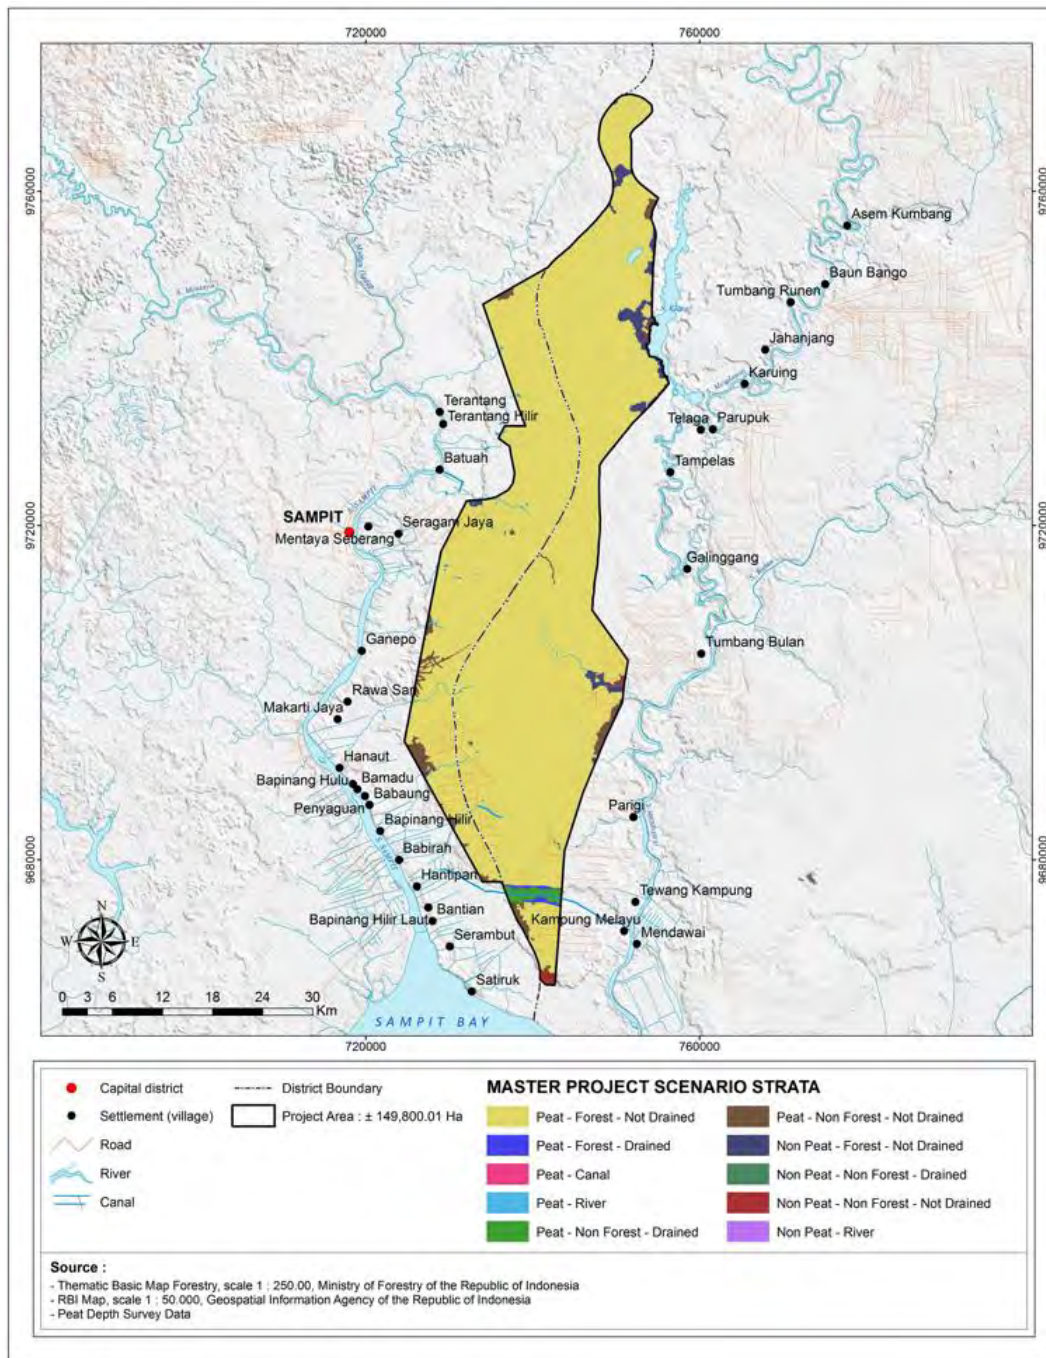 720000
760000
9760000
9760000
Asem Kumbang
Baun Bango
Tumbang Runen
Jahanjang
Karuing
Terantang
Terantang Hilir
Telaga
Parupuk
Batuah
Tampelas
SAMPIT
S. SAMPIT
9720000
9720000
Seragam Jaya
Mentaya Seberang
Galinggang
Ganepo
Tumbang Bulan
Rawa Sari
Makarti Jaya
Hanaut
Bapinang Hulu
Bamadu
Babaung
Penyaguan
Parigi
Bapinang Hilir
9680000
9680000
Babirah
Hantipan
Tewang Kampung
Bantian
Bapinang Hilir Laut
Kampung Melayu
Mendawai
Serambut
N
W
E
S
Satiruk
0 3 6 12 18 24 30
Km
SAMPIT BAY
720000
760000
Capital district
Settlement (village)
Road
River
Canal
District Boundary
Project Area : ± 149,800.01 Ha
MASTER PROJECT SCENARIO STRATA
Peat - Forest - Not Drained
Peat - Forest - Drained
Peat - Canal
Peat - River
Peat - Non Forest - Drained
Peat - Non Forest - Not Drained
Non Peat - Forest - Not Drained
Non Peat - Non Forest - Drained
Non Peat - Non Forest - Not Drained
Non Peat - River
Source :
- Thematic Basic Map Forestry, scale 1 : 250.00, Ministry of Forestry of the Republic of Indonesia
- RBI Map, scale 1 : 50.000, Geospatial Information Agency of the Republic of Indonesia
- Peat Depth Survey Data